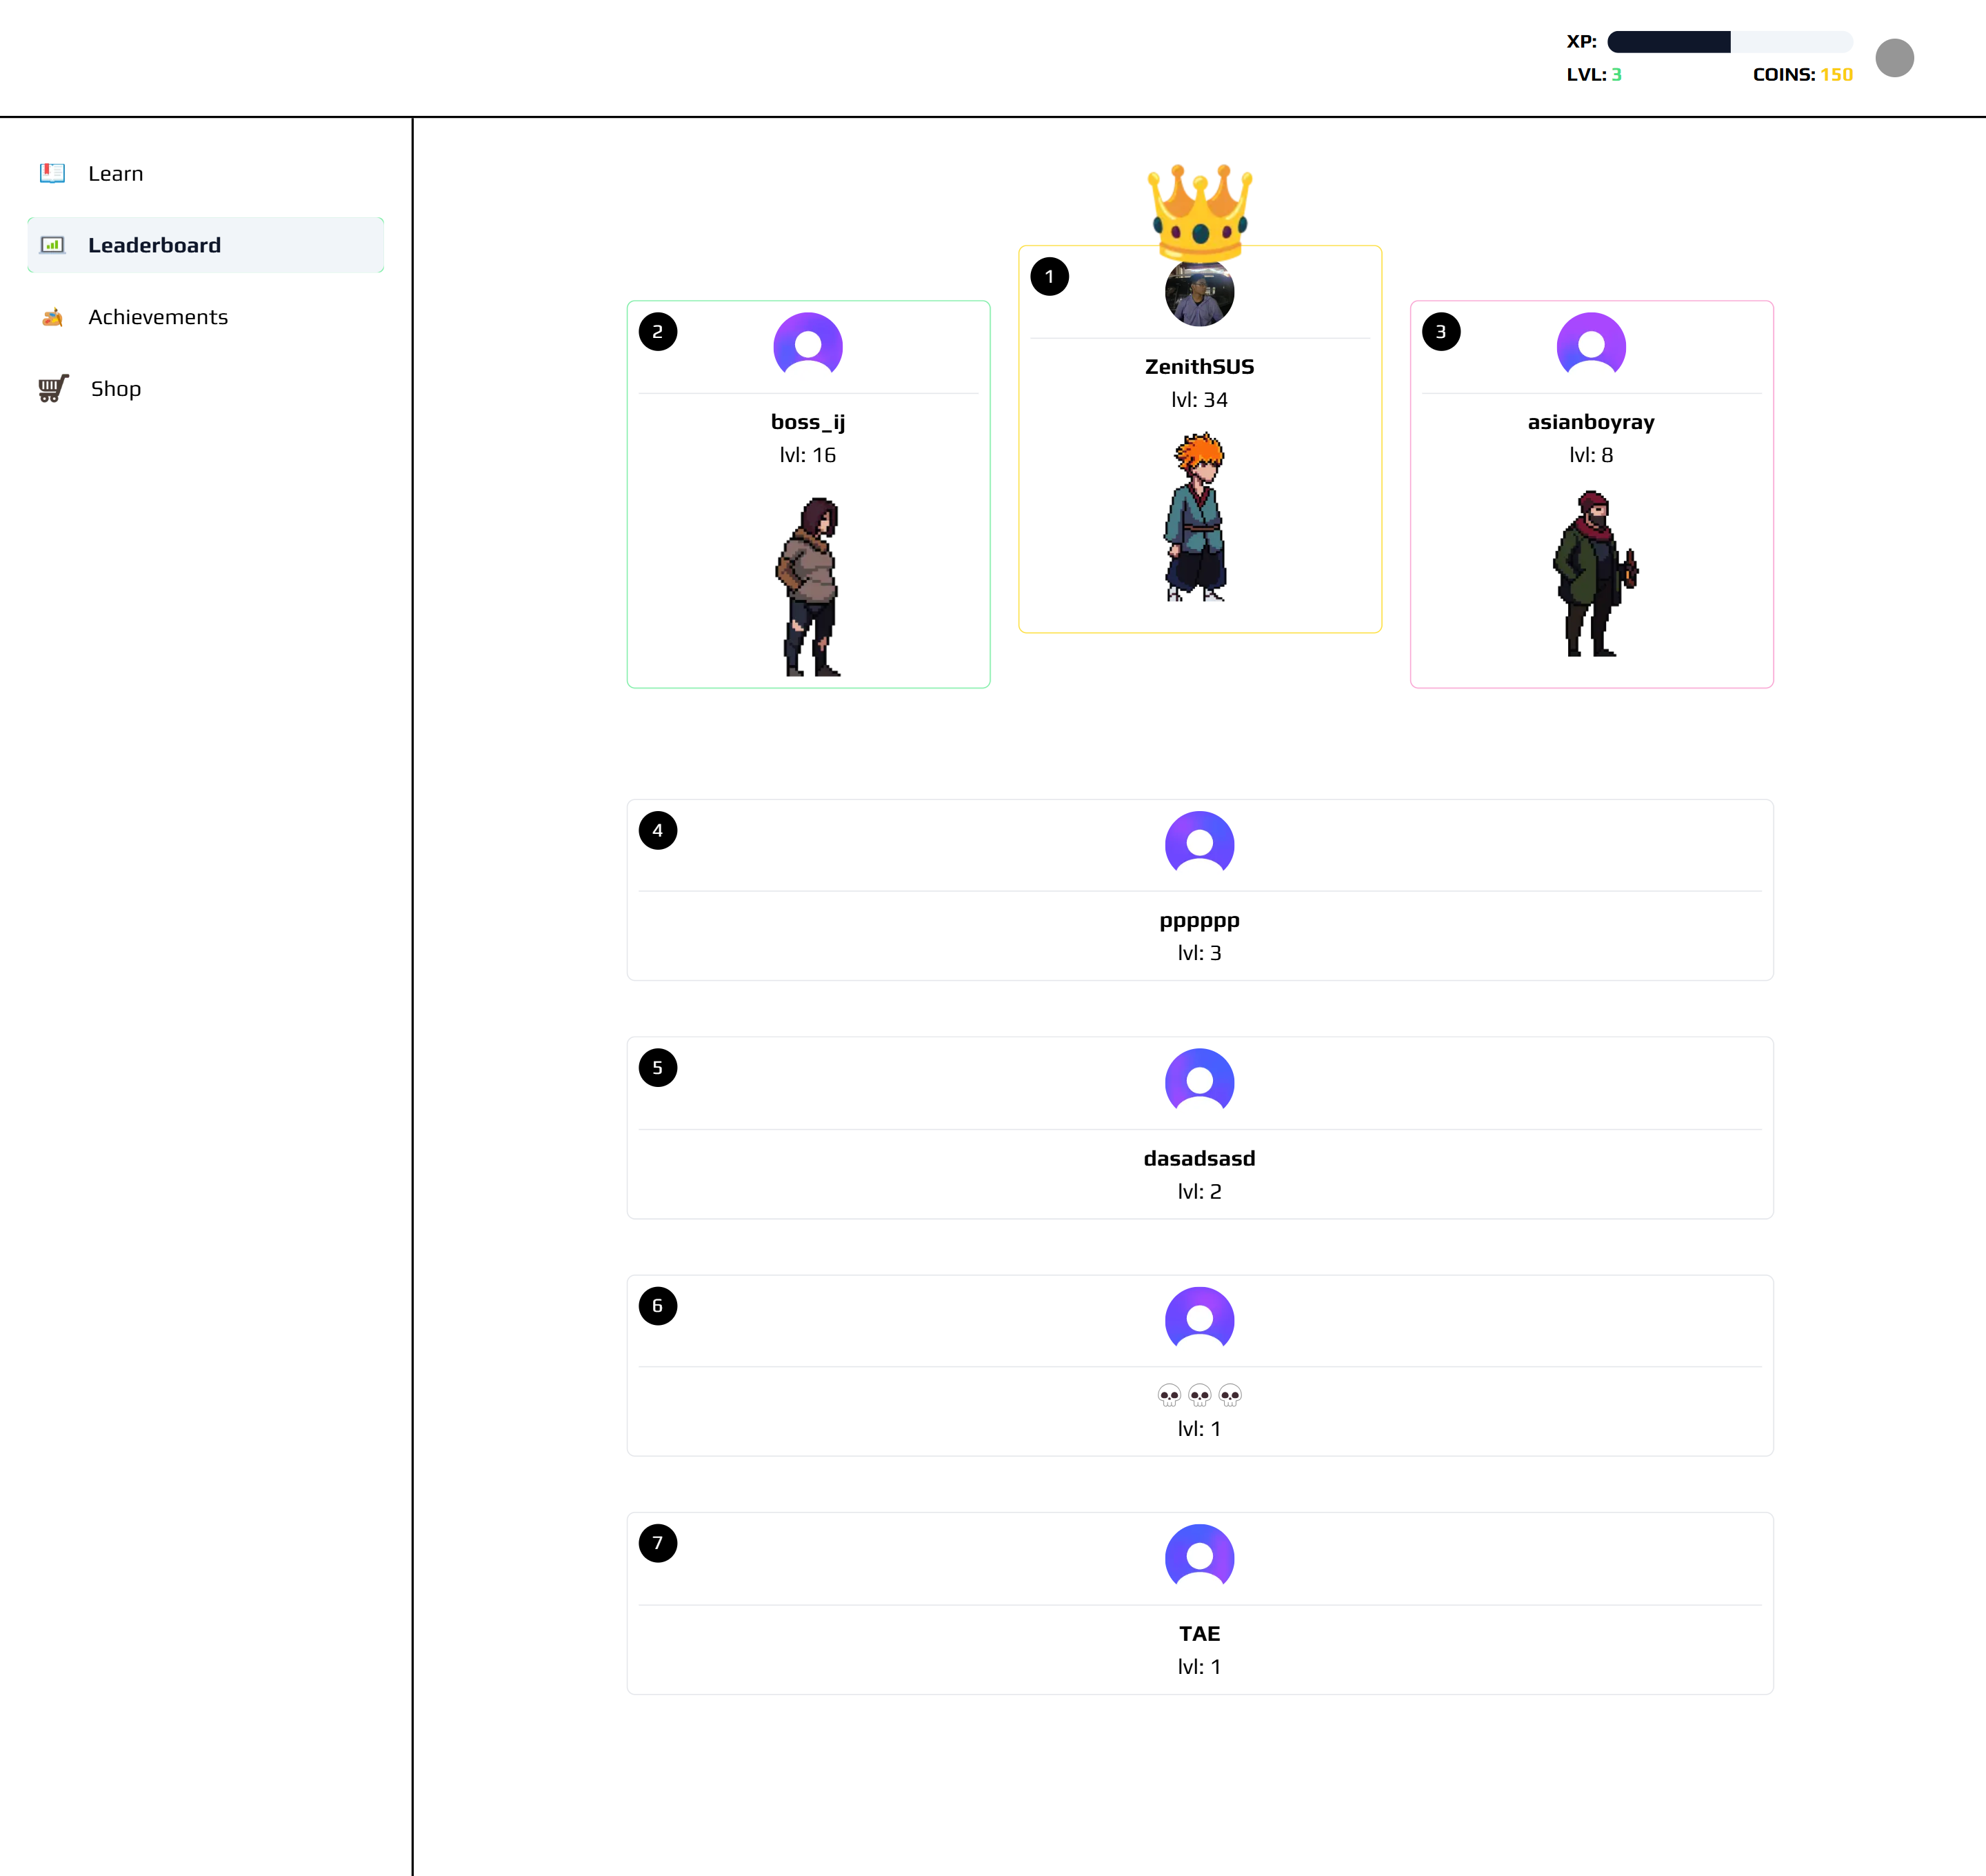 XP:
LVL: 3 COINS: 150
Learn
Leaderboard
Achievements
Shop
1
ZenithSUS
lvl: 34
2
boss_ij
lvl: 16
3
asianboyray
lvl: 8
4
pppppp
lvl: 3
5
dasadsasd
lvl: 2
6
💀💀💀
lvl: 1
7
TAE
lvl: 1